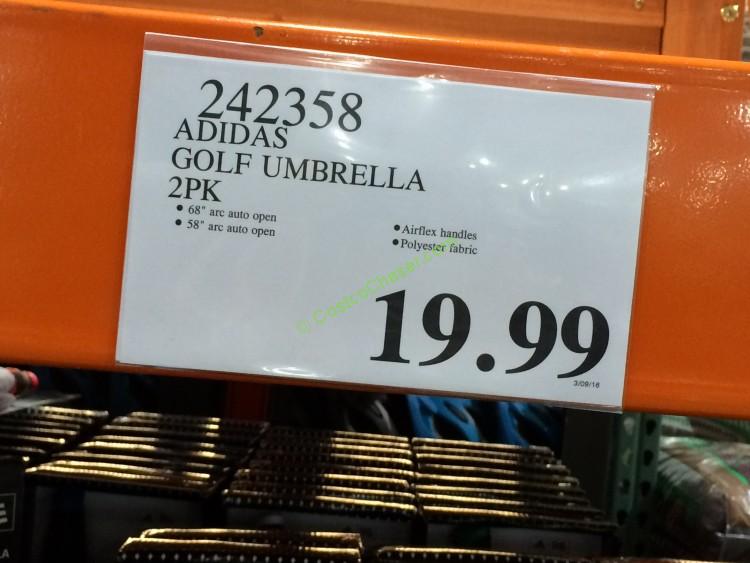 242358
ADIDAS
GOLF UMBRELLA
2PK
• 68" arc auto open
• 58" arc auto open
• Airflex handles
• Polyester fabric
© CostcoChaser.com
19.99
3/09/16
E
A